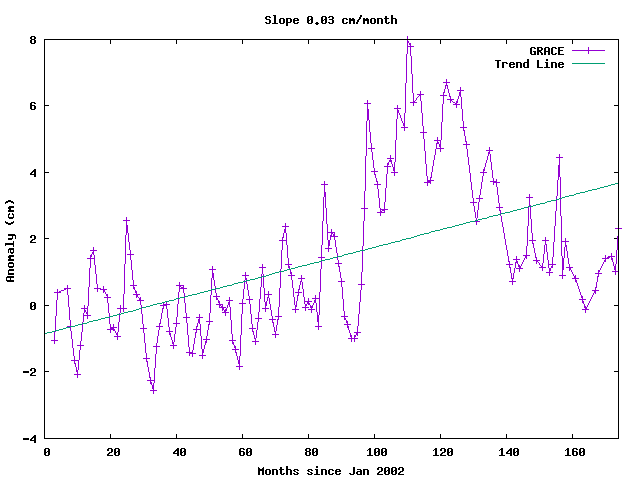 Slope 0.03 cm/month
GRACE
Trend Line
8
6
4
2
0
-2
-4
Anomaly (cm)
0 20 40 60 80 100 120 140 160
Months since Jan 2002